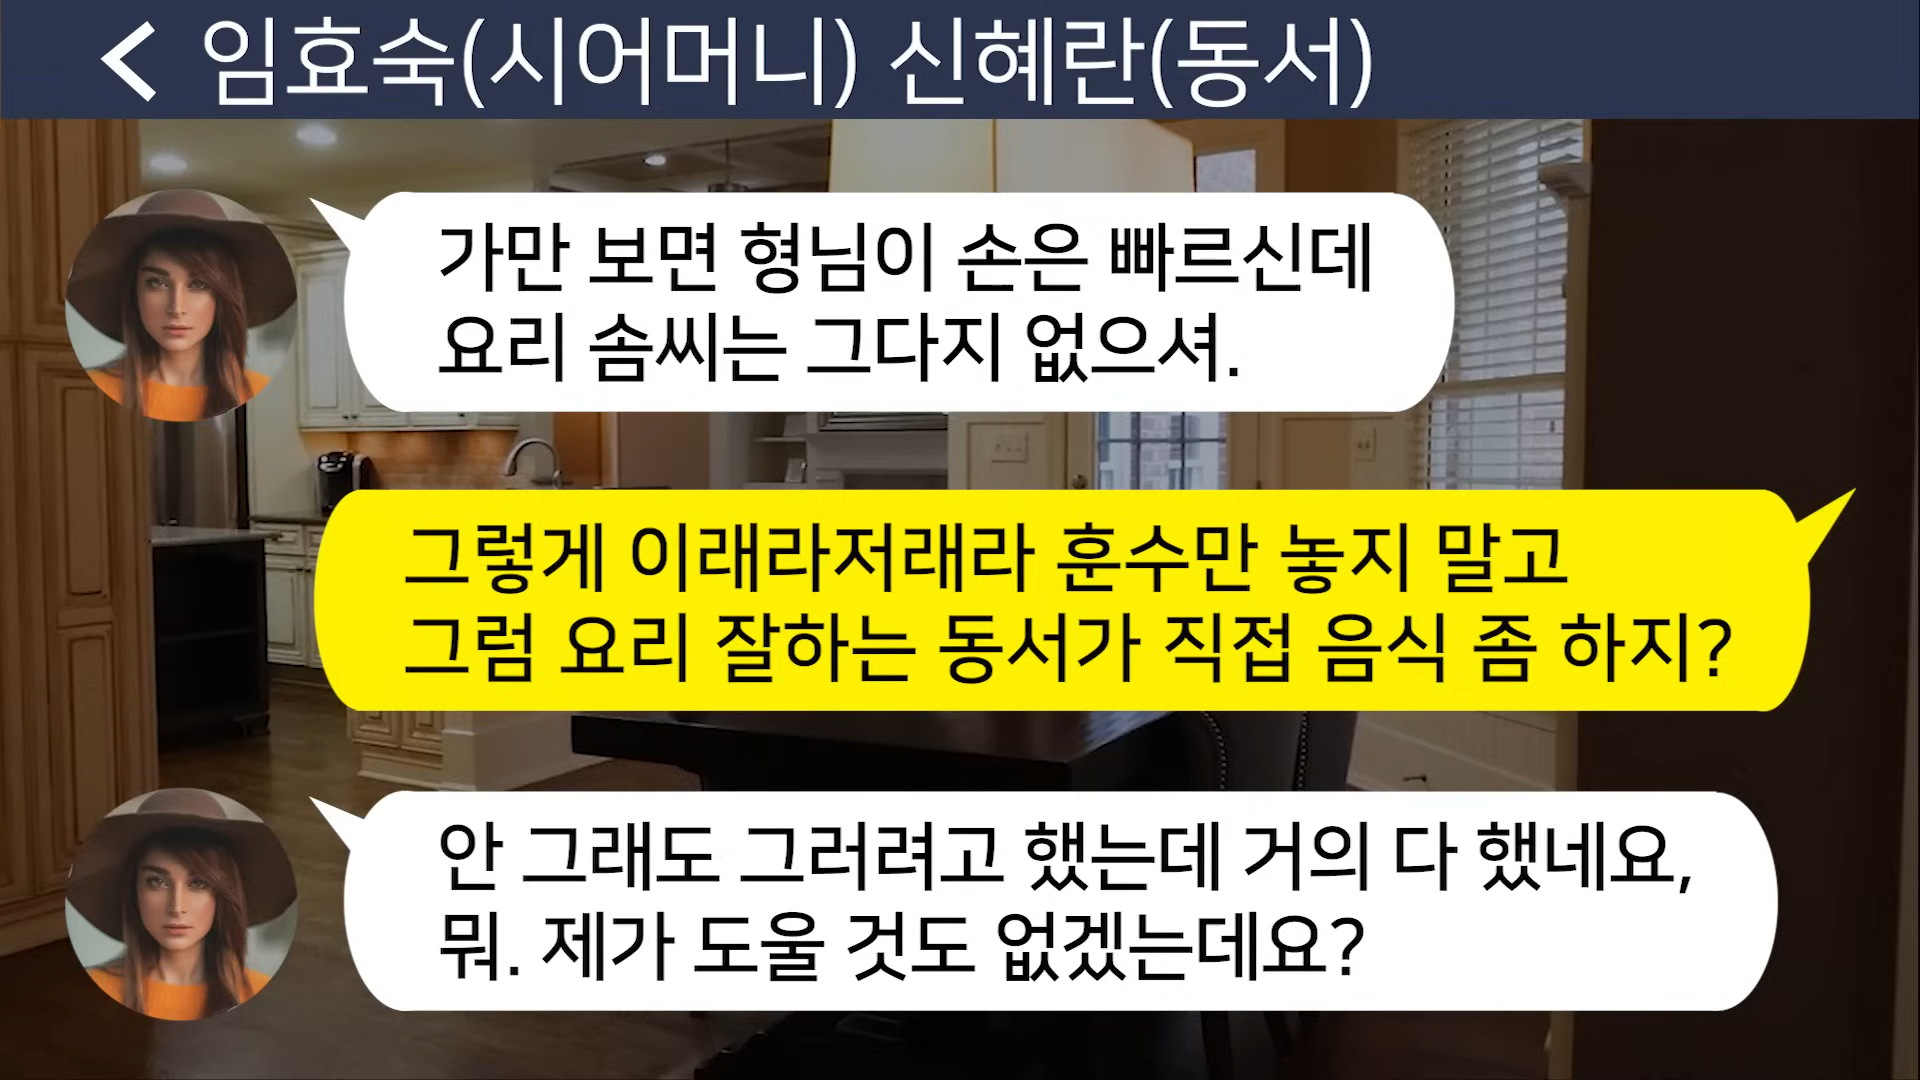 임효숙(시어머니) 신혜란(동서)
가만 보면 형님이 손은 빠르신데
요리 솜씨는 그다지 없으셔.
그렇게 이래라저래라 훈수만 놓지 말고
그럼 요리 잘하는 동서가 직접 음식 좀 하지?
안 그래도 그러려고 했는데 거의 다 했네요,
뭐. 제가 도울 것도 없겠는데요?